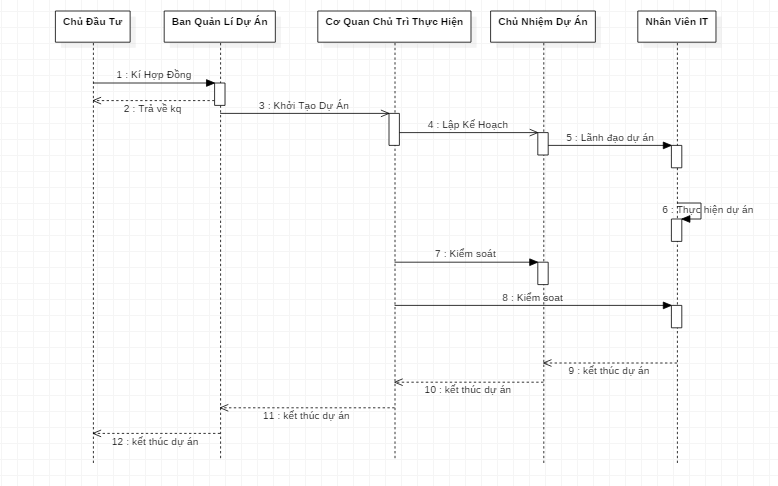 Chủ Đầu Tư
Ban Quản Lí Dự Án
Cơ Quan Chủ Trì Thực Hiện
Chủ Nhiệm Dự Án
Nhân Viên IT
1 : Kí Hợp Đồng
2 : Trả về kq
3 : Khởi Tạo Dự Án
4 : Lập Kế Hoạch
5 : Lãnh đạo dự án
6 : Thực hiện dự án
7 : Kiểm soát
8 : Kiểm soat
9 : kết thúc dự án
10 : kết thúc dự án
11 : kết thúc dự án
12 : kết thúc dự án